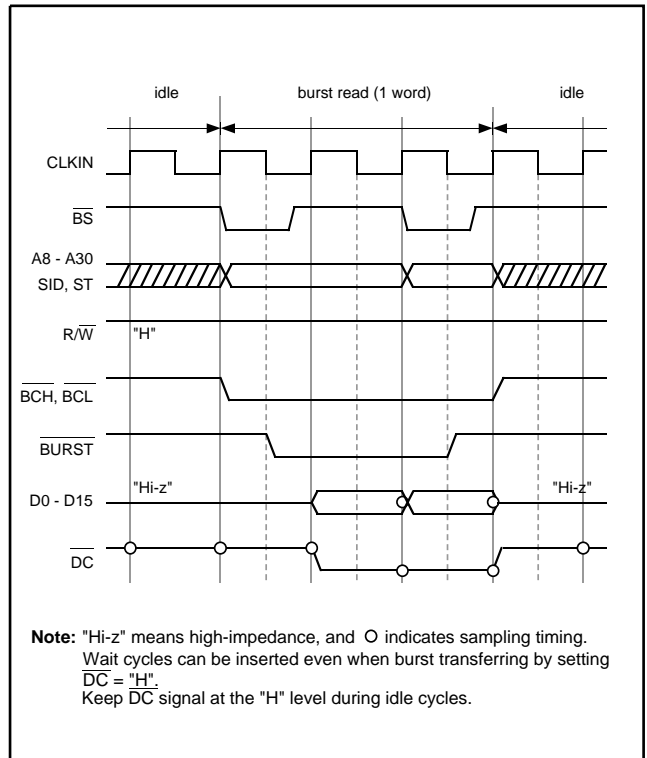 idle burst read (1 word) idle
CLKIN
BS
A8 - A30
SID, ST
R/W "H"
BCH, BCL
BURST
"Hi-z" "Hi-z"
D0 - D15
DC
Note: "Hi-z" means high-impedance, and O indicates sampling timing.
Wait cycles can be inserted even when burst transferring by setting
DC = "H".
Keep DC signal at the "H" level during idle cycles.